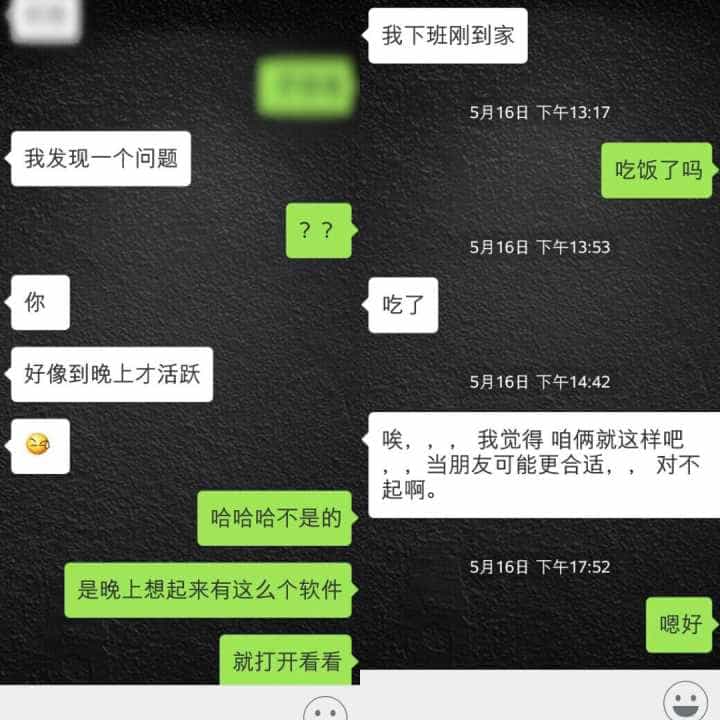 我发现一个问题
？？
你
好像到晚上才活跃
哈哈哈不是的
是晚上想起来有这么个软件
就打开看看
我下班刚到家
5月16日 下午13:17
吃饭了吗
5月16日 下午13:53
吃了
5月16日 下午14:42
唉，，， 我觉得 咱俩就这样吧
，，当朋友可能更合适，， 对不
起啊。
5月16日 下午17:52
嗯好